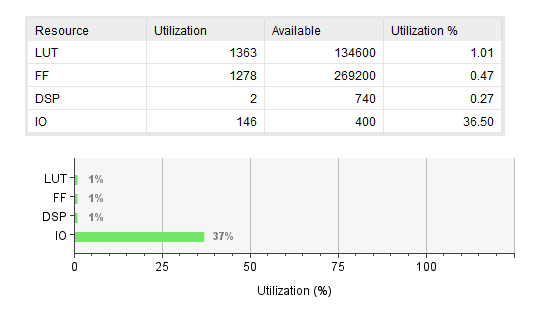 Resource Utilization Available Utilization %
LUT 1363 134600 1.01
FF 1278 269200 0.47
DSP 2 740 0.27
IO 146 400 36.50
LUT 1%
FF 1%
DSP 1%
IO 37%
0 25 50 75 100
Utilization (%)